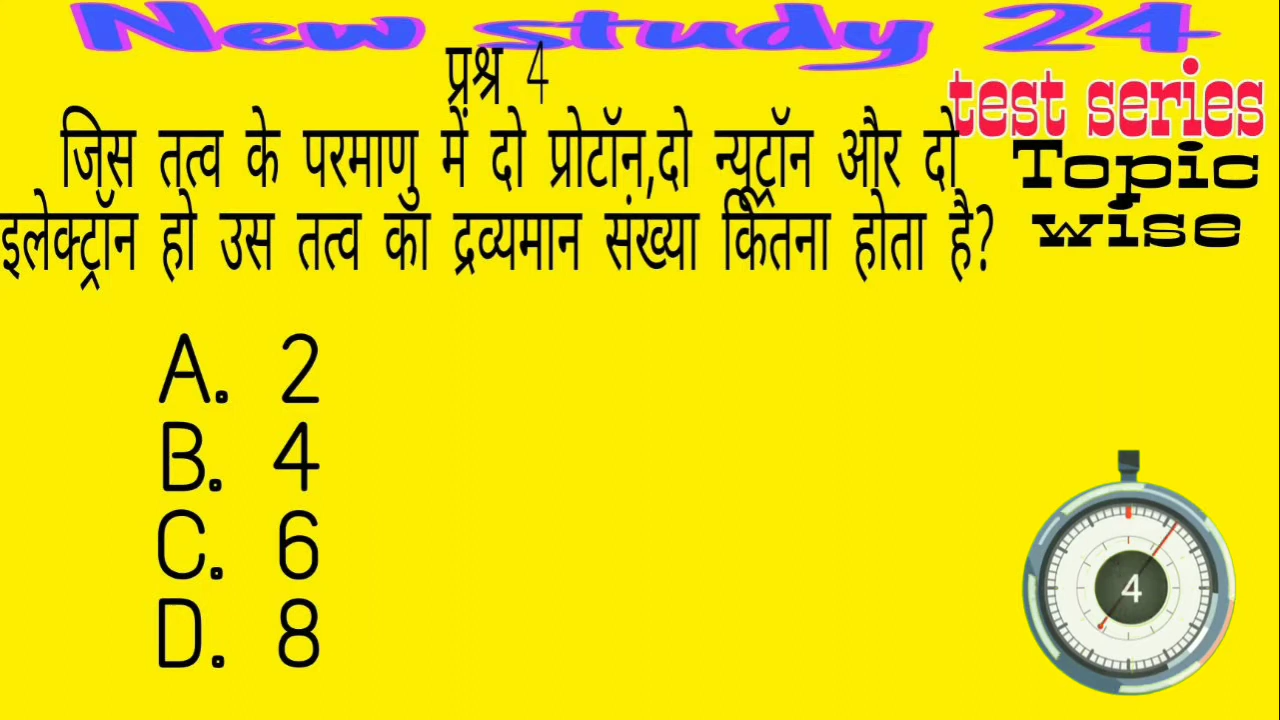 New study 24
प्रश्न 4
test series
Topic
wise
जिस तत्व के परमाणु में दो प्रोटॉन,दो न्यूट्रॉन और दो
इलेक्ट्रॉन हो उस तत्व का द्रव्यमान संख्या कितना होता है?
A. 2
B. 4
C. 6
D. 8
4